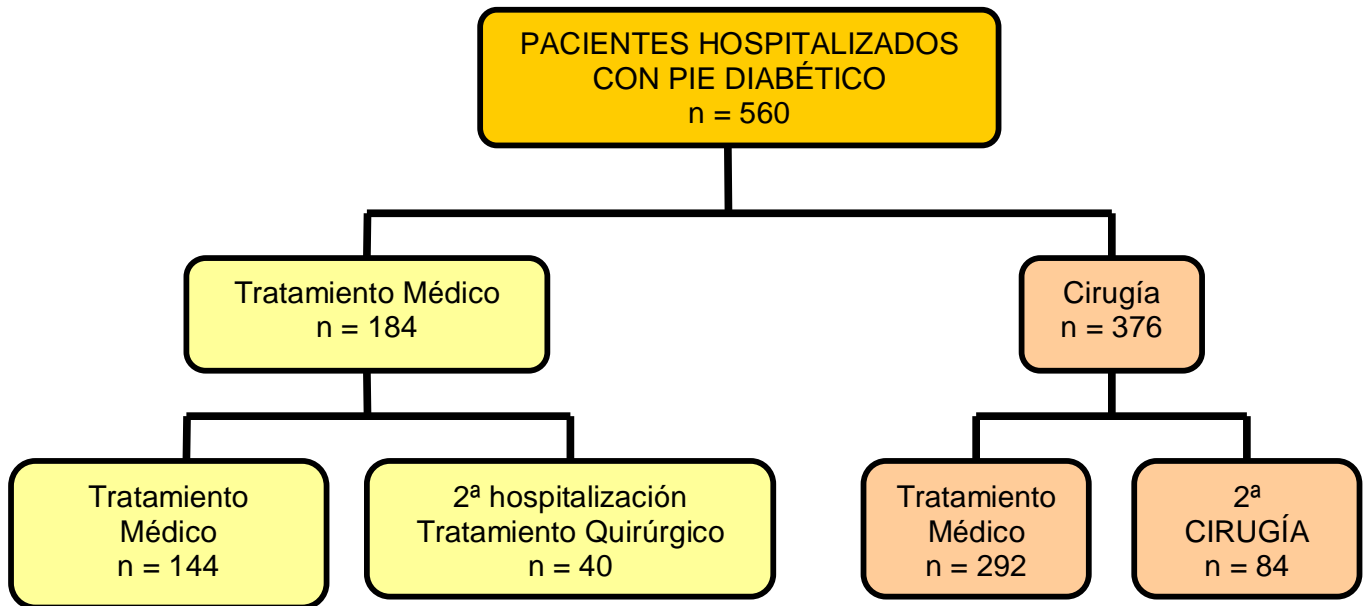 PACIENTES HOSPITALIZADOS
CON PIE DIABÉTICO
n = 560
Tratamiento Médico
n = 184
Cirugía
n = 376
Tratamiento
Médico
n = 144
2ª hospitalización
Tratamiento Quirúrgico
n = 40
Tratamiento
Médico
n = 292
2ª
CIRUGÍA
n = 84